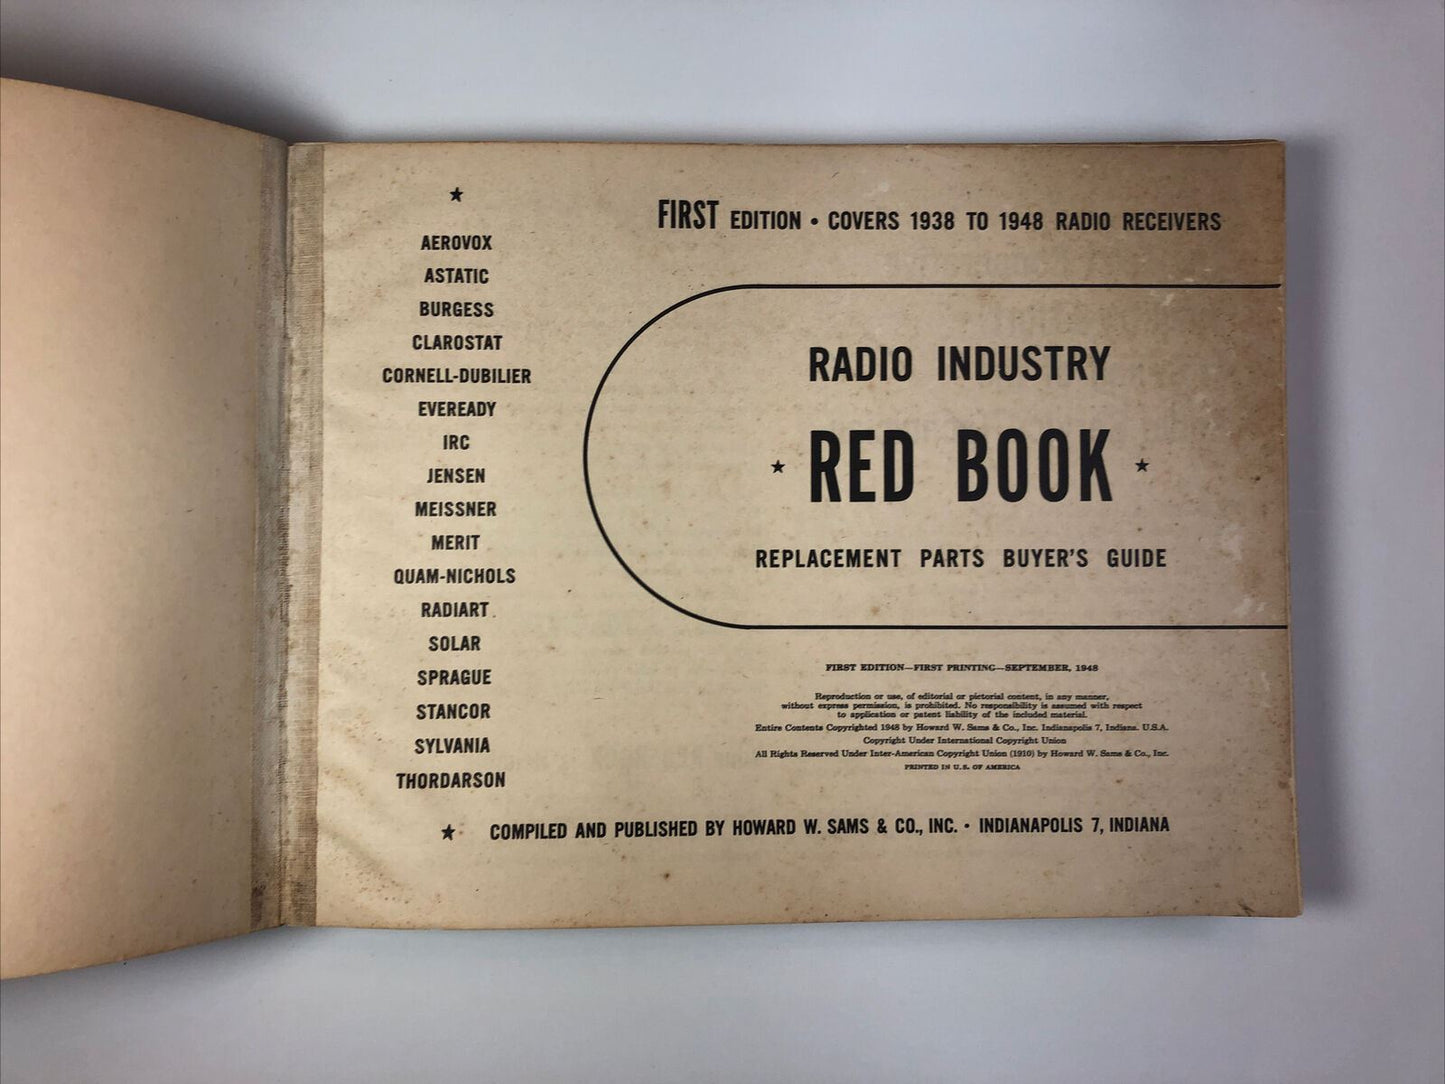 ★
AEROVOX
ASTATIC
BURGESS
CLAROSTAT
CORNELL-DUBILIER
EVEREADY
IRC
JENSEN
MEISSNER
MERIT
QUAM-NICHOLS
RADIART
SOLAR
SPRAGUE
STANCOR
SYLVANIA
THORDARSON
FIRST EDITION • COVERS 1938 TO 1948 RADIO RECEIVERS
RADIO INDUSTRY
★ RED BOOK ★
REPLACEMENT PARTS BUYER'S GUIDE
FIRST EDITION—FIRST PRINTING—SEPTEMBER, 1948
Reproduction or use, of editorial or pictorial content, in any manner,
without express permission, is prohibited. No responsibility is assumed with respect
to application or patent liability of the included material.
Entire Contents Copyrighted 1948 by Howard W. Sams & Co., Inc. Indianapolis 7, Indiana. U.S.A.
Copyright Under International Copyright Union
All Rights Reserved Under Inter-American Copyright Union (1910) by Howard W. Sams & Co., Inc.
PRINTED IN U.S. OF AMERICA
★ COMPILED AND PUBLISHED BY HOWARD W. SAMS & CO., INC. • INDIANAPOLIS 7, INDIANA